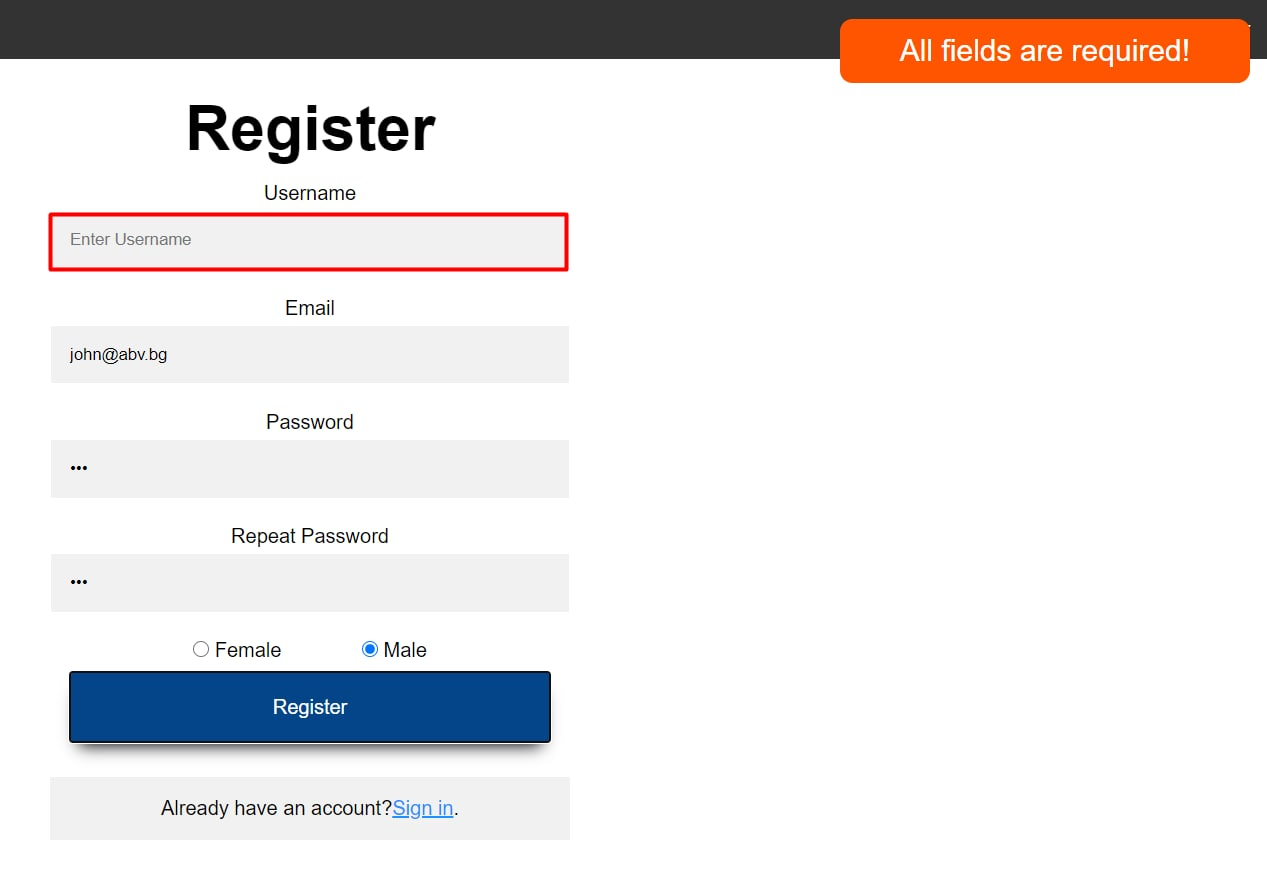 All fields are required!
Register
Username
Enter Username
Email
john@abv.bg
Password
•••
Repeat Password
•••
Female Male
Register
Already have an account?Sign in.